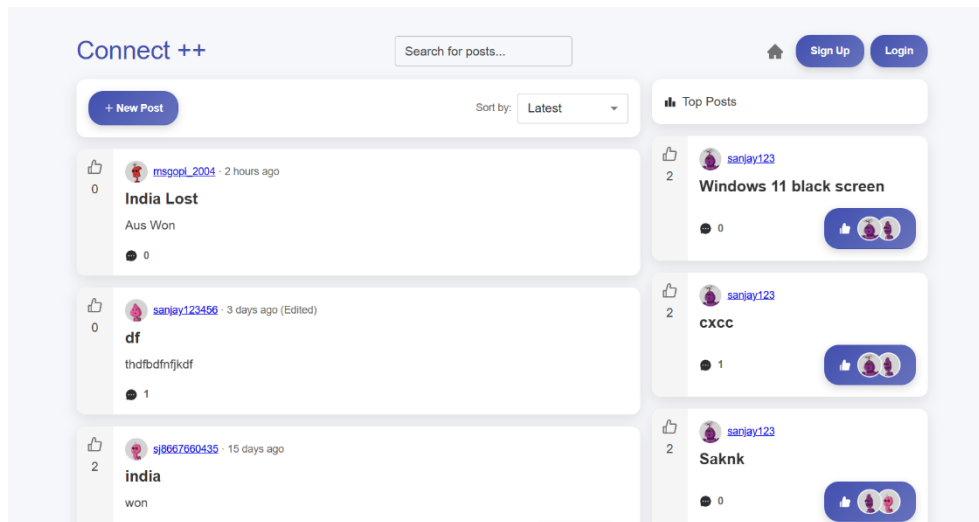 Connect ++
Search for posts...
Sign Up
Login
+ New Post
Sort by: Latest
0
msgopi_2004 · 2 hours ago
India Lost
Aus Won
0
0
sanjay123456 · 3 days ago (Edited)
df
thdfbdfnfjkdf
1
2
sj8667660435 · 15 days ago
india
won
Top Posts
2
sanjay123
Windows 11 black screen
0
2
sanjay123
cxcc
1
2
sanjay123
Saknk
0